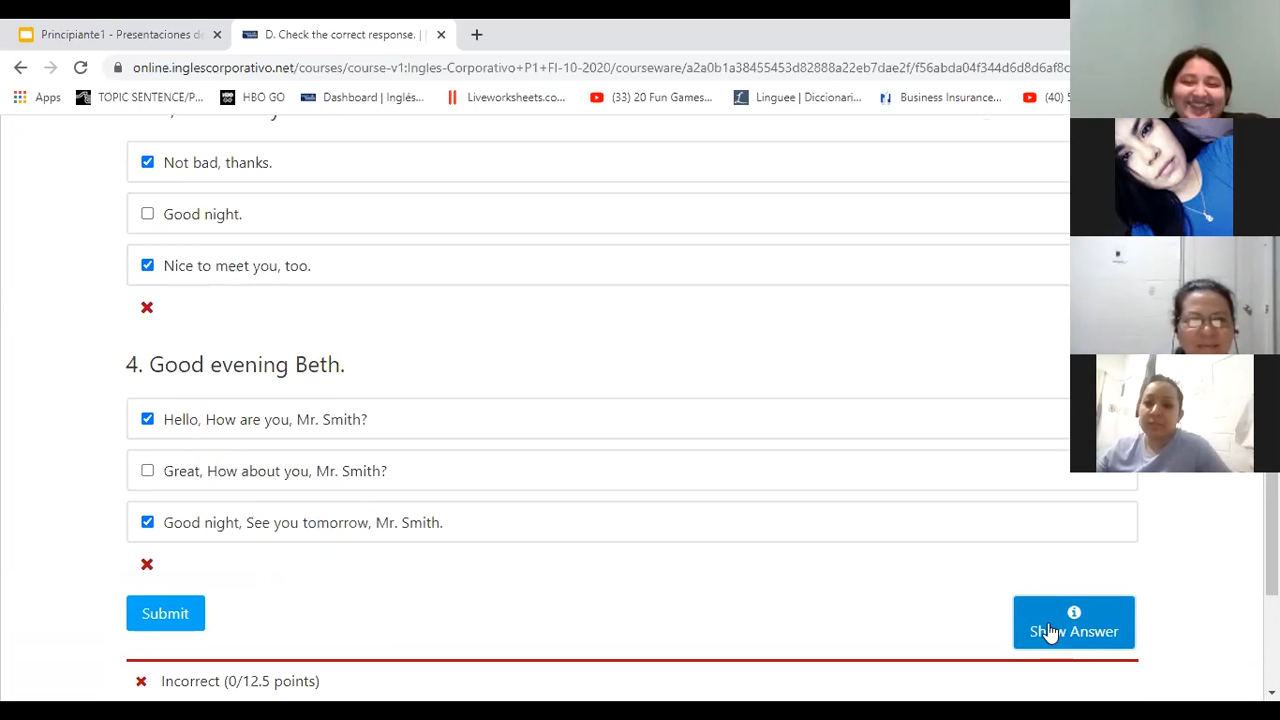 Principiante1 - Presentaciones de
D. Check the correct response. |
online.inglescorporativo.net/courses/course-v1:Ingles-Corporativo+P1+FI-10-2020/courseware/a2a0b1a38455453d82888a22eb7dae2f/f56abda04f344d6d8d6af8c
Apps
TOPIC SENTENCE/P...
HBO GO
Dashboard | Inglés...
Liveworksheets.co...
(33) 20 Fun Games...
Linguee | Diccionari...
Business Insurance...
(40) 5
Not bad, thanks.
Good night.
Nice to meet you, too.
4. Good evening Beth.
Hello, How are you, Mr. Smith?
Great, How about you, Mr. Smith?
Good night, See you tomorrow, Mr. Smith.
Submit
Show Answer
Incorrect (0/12.5 points)